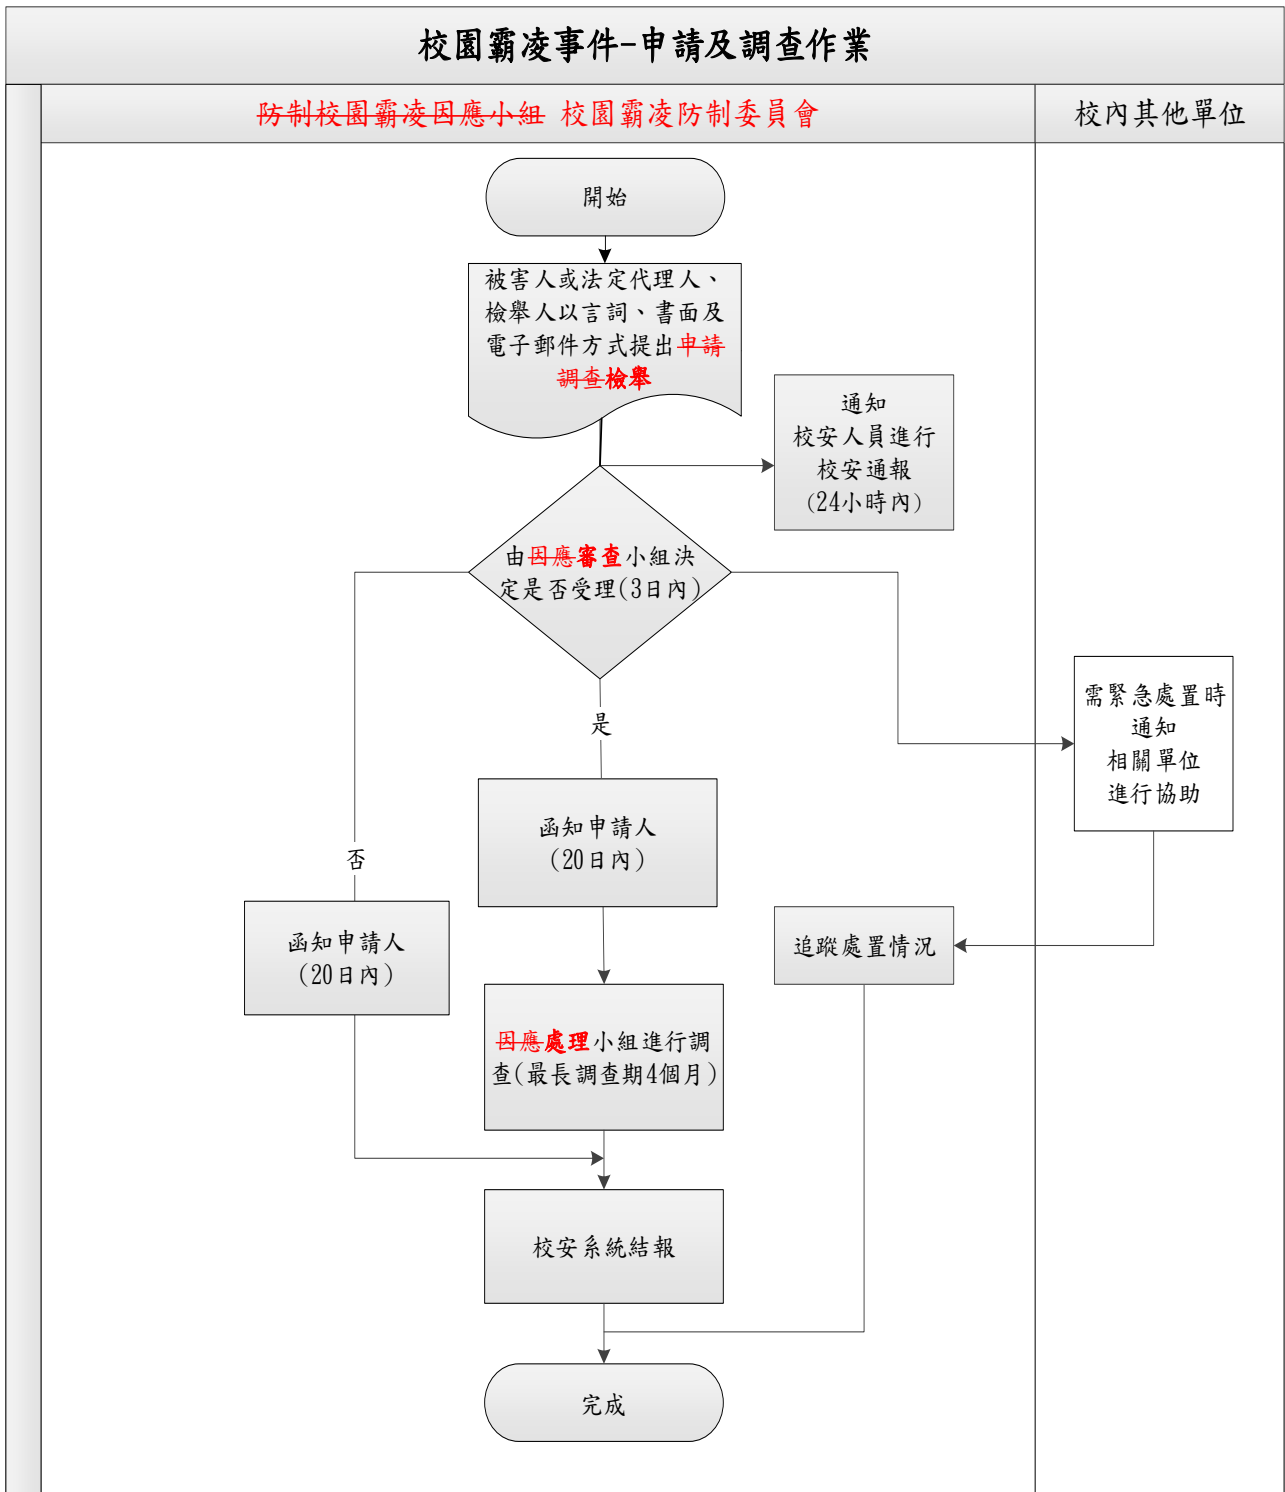 校園霸凌事件-申請及調查作業
防制校園霸凌因應小組 校園霸凌防制委員會
校內其他單位
開始
被害人或法定代理人、
檢舉人以言詞、書面及
電子郵件方式提出申請
調查檢舉
通知
校安人員進行
校安通報
(24小時內)
由因應審查小組決
定是否受理(3日內)
需緊急處置時
通知
相關單位
進行協助
是
函知申請人
(20日內)
否
函知申請人
(20日內)
追蹤處置情況
因應處理小組進行調
查(最長調查期4個月)
校安系統結報
完成